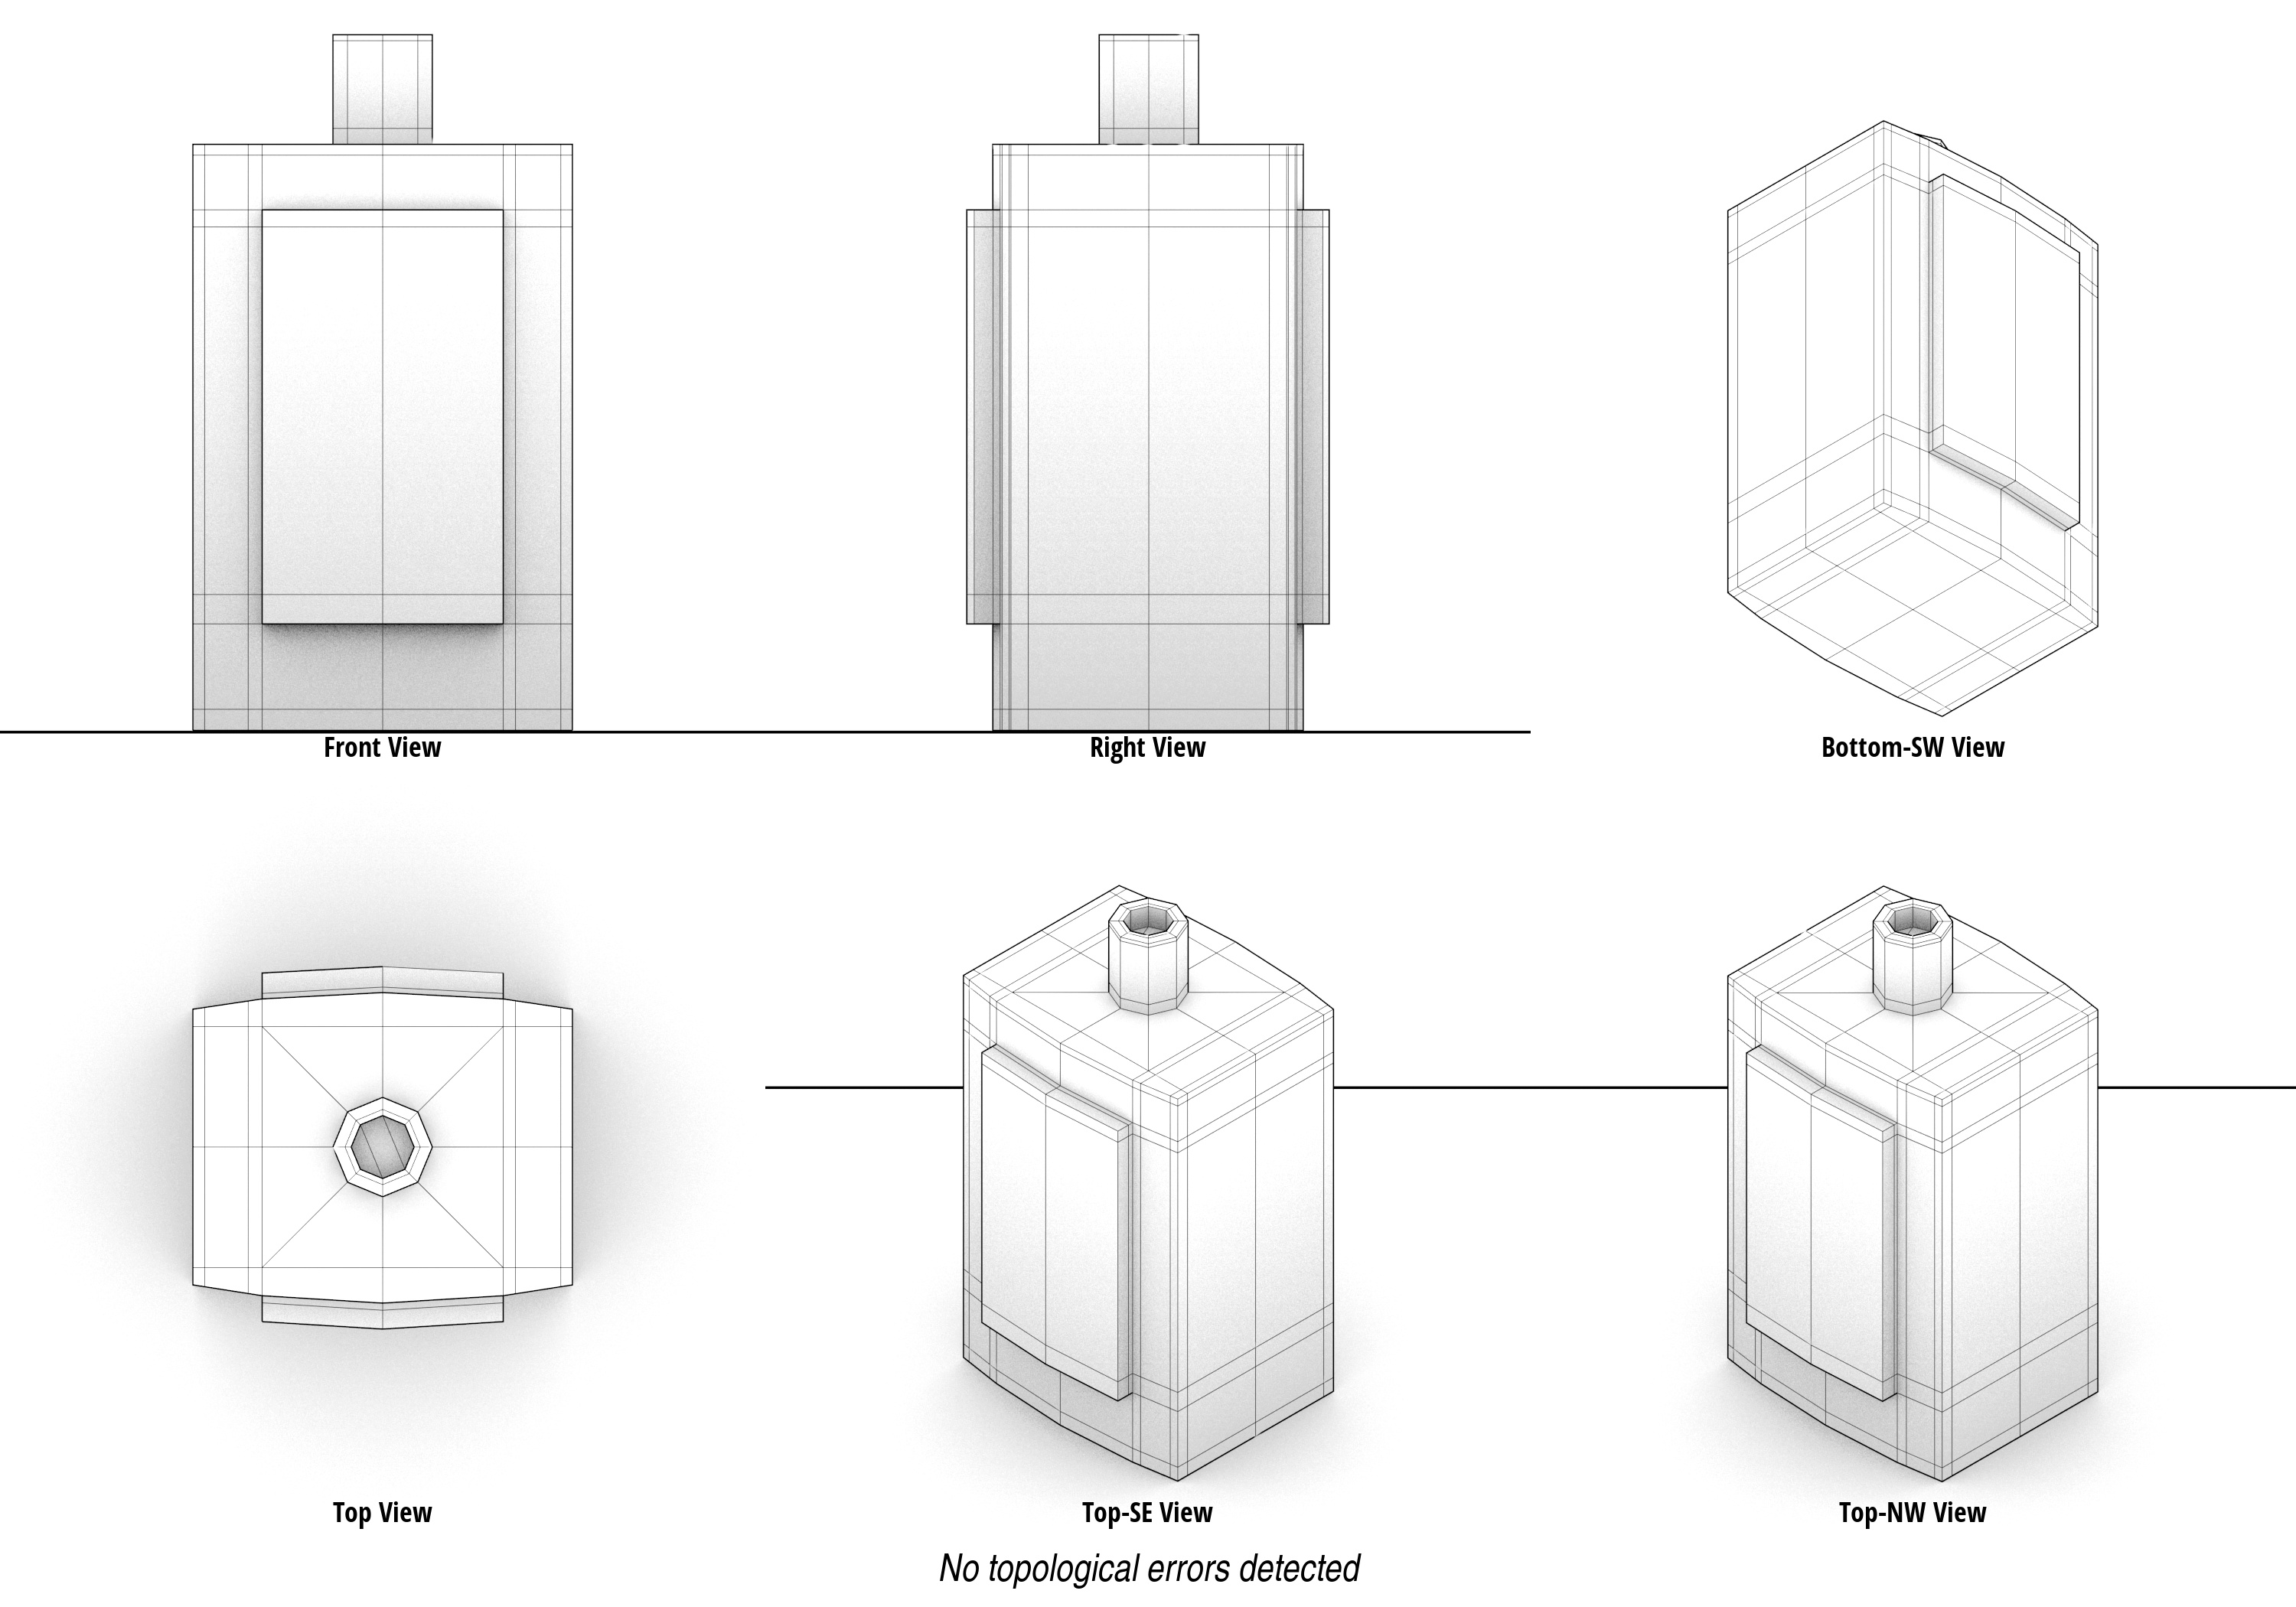 Front View
Right View
Bottom-SW View
Top View
Top-SE View
Top-NW View
No topological errors detected